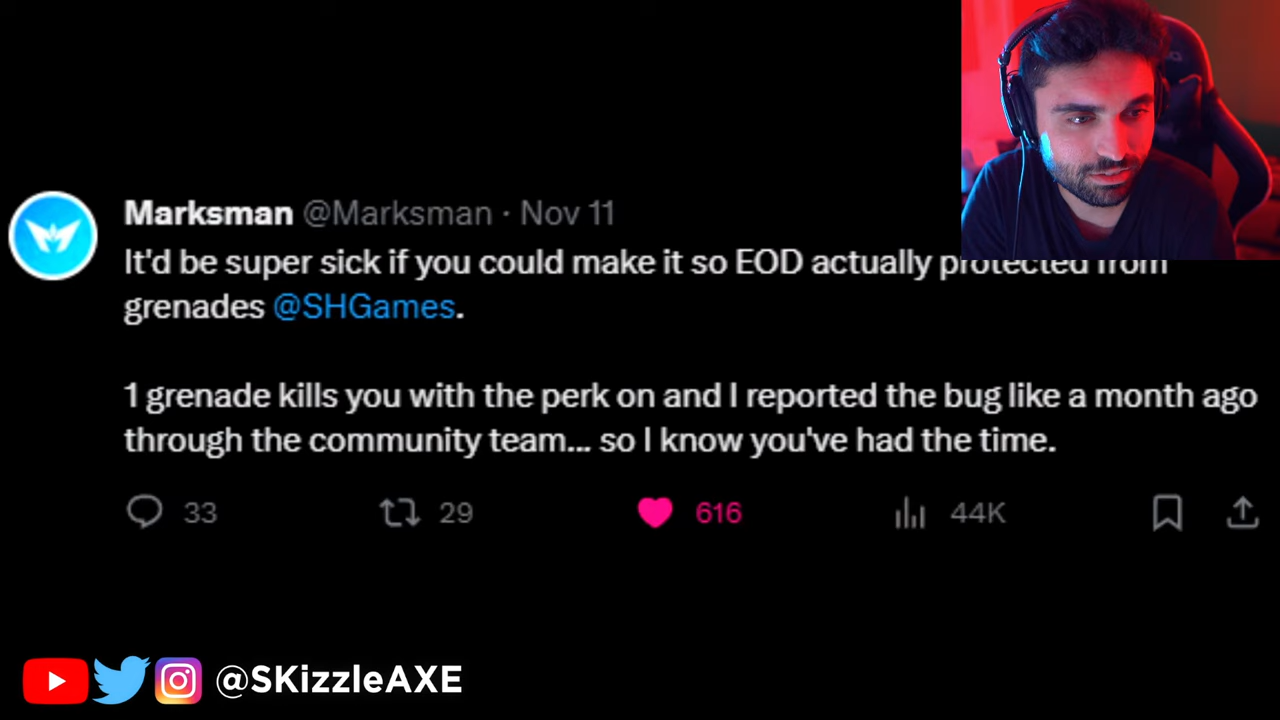 Marksman @Marksman · Nov 11
It'd be super sick if you could make it so EOD actually protected from
grenades @SHGames.
1 grenade kills you with the perk on and I reported the bug like a month ago
through the community team... so I know you've had the time.
33 29 616 44K
@SKizzleAXE